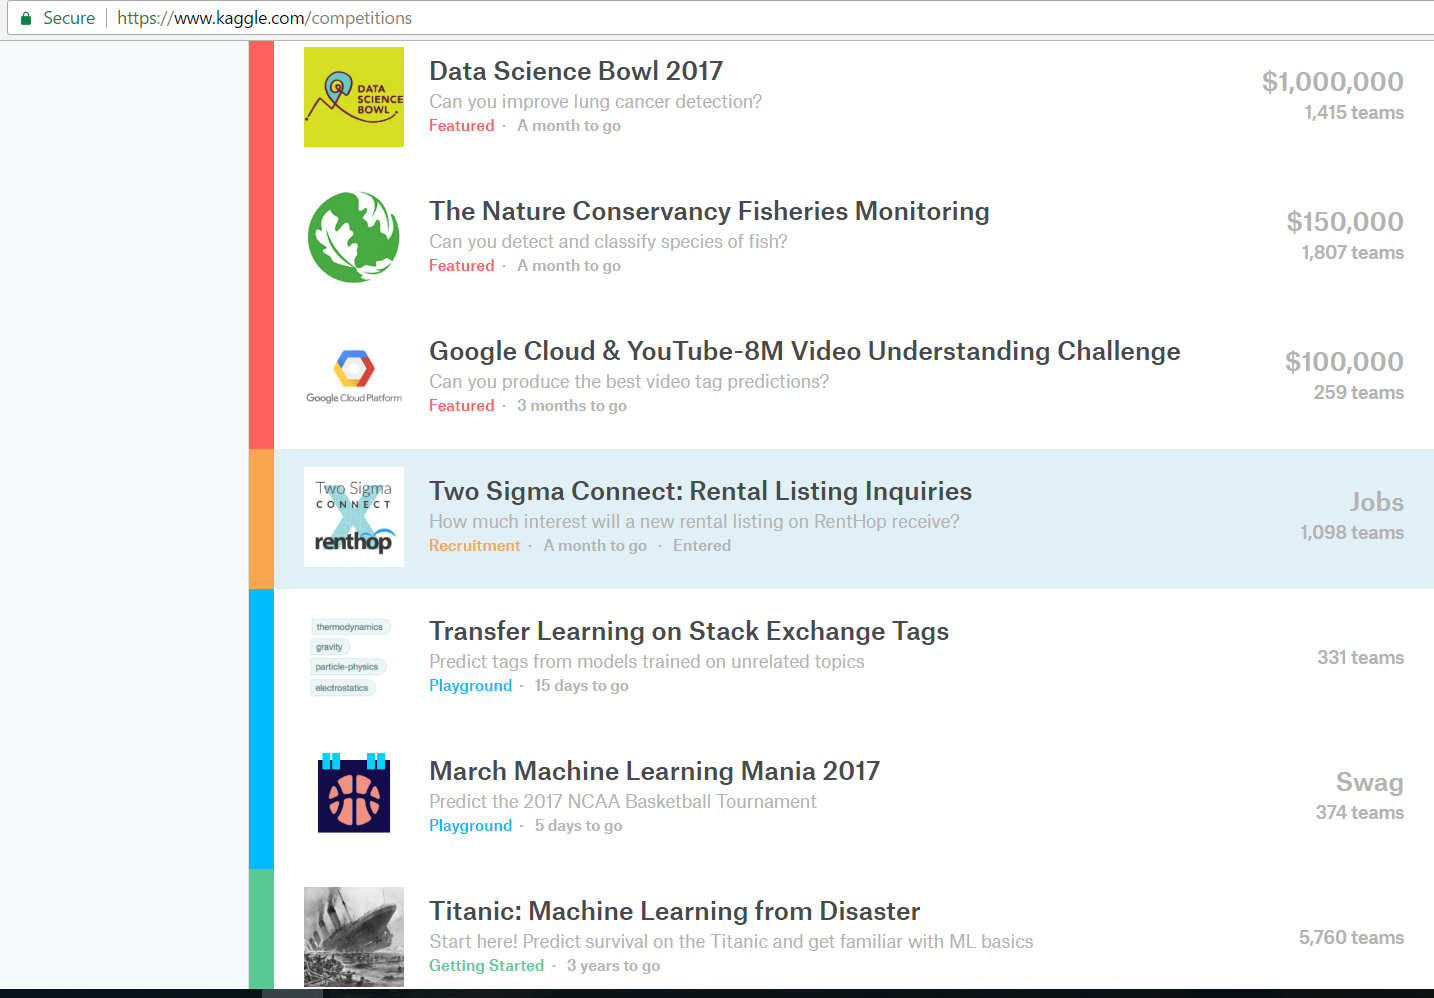 Secure https://www.kaggle.com/competitions
DATA
SCIENCE
BOWL
Data Science Bowl 2017
Can you improve lung cancer detection?
Featured · A month to go
$1,000,000
1,415 teams
The Nature Conservancy Fisheries Monitoring
Can you detect and classify species of fish?
Featured · A month to go
$150,000
1,807 teams
Google Cloud Platform
Google Cloud & YouTube-8M Video Understanding Challenge
Can you produce the best video tag predictions?
Featured · 3 months to go
$100,000
259 teams
Two Sigma
CONNECT
X
renthop
Two Sigma Connect: Rental Listing Inquiries
How much interest will a new rental listing on RentHop receive?
Recruitment · A month to go · Entered
Jobs
1,098 teams
thermodynamics
gravity
particle-physics
electrostatics
Transfer Learning on Stack Exchange Tags
Predict tags from models trained on unrelated topics
Playground · 15 days to go
331 teams
March Machine Learning Mania 2017
Predict the 2017 NCAA Basketball Tournament
Playground · 5 days to go
Swag
374 teams
Titanic: Machine Learning from Disaster
Start here! Predict survival on the Titanic and get familiar with ML basics
Getting Started · 3 years to go
5,760 teams